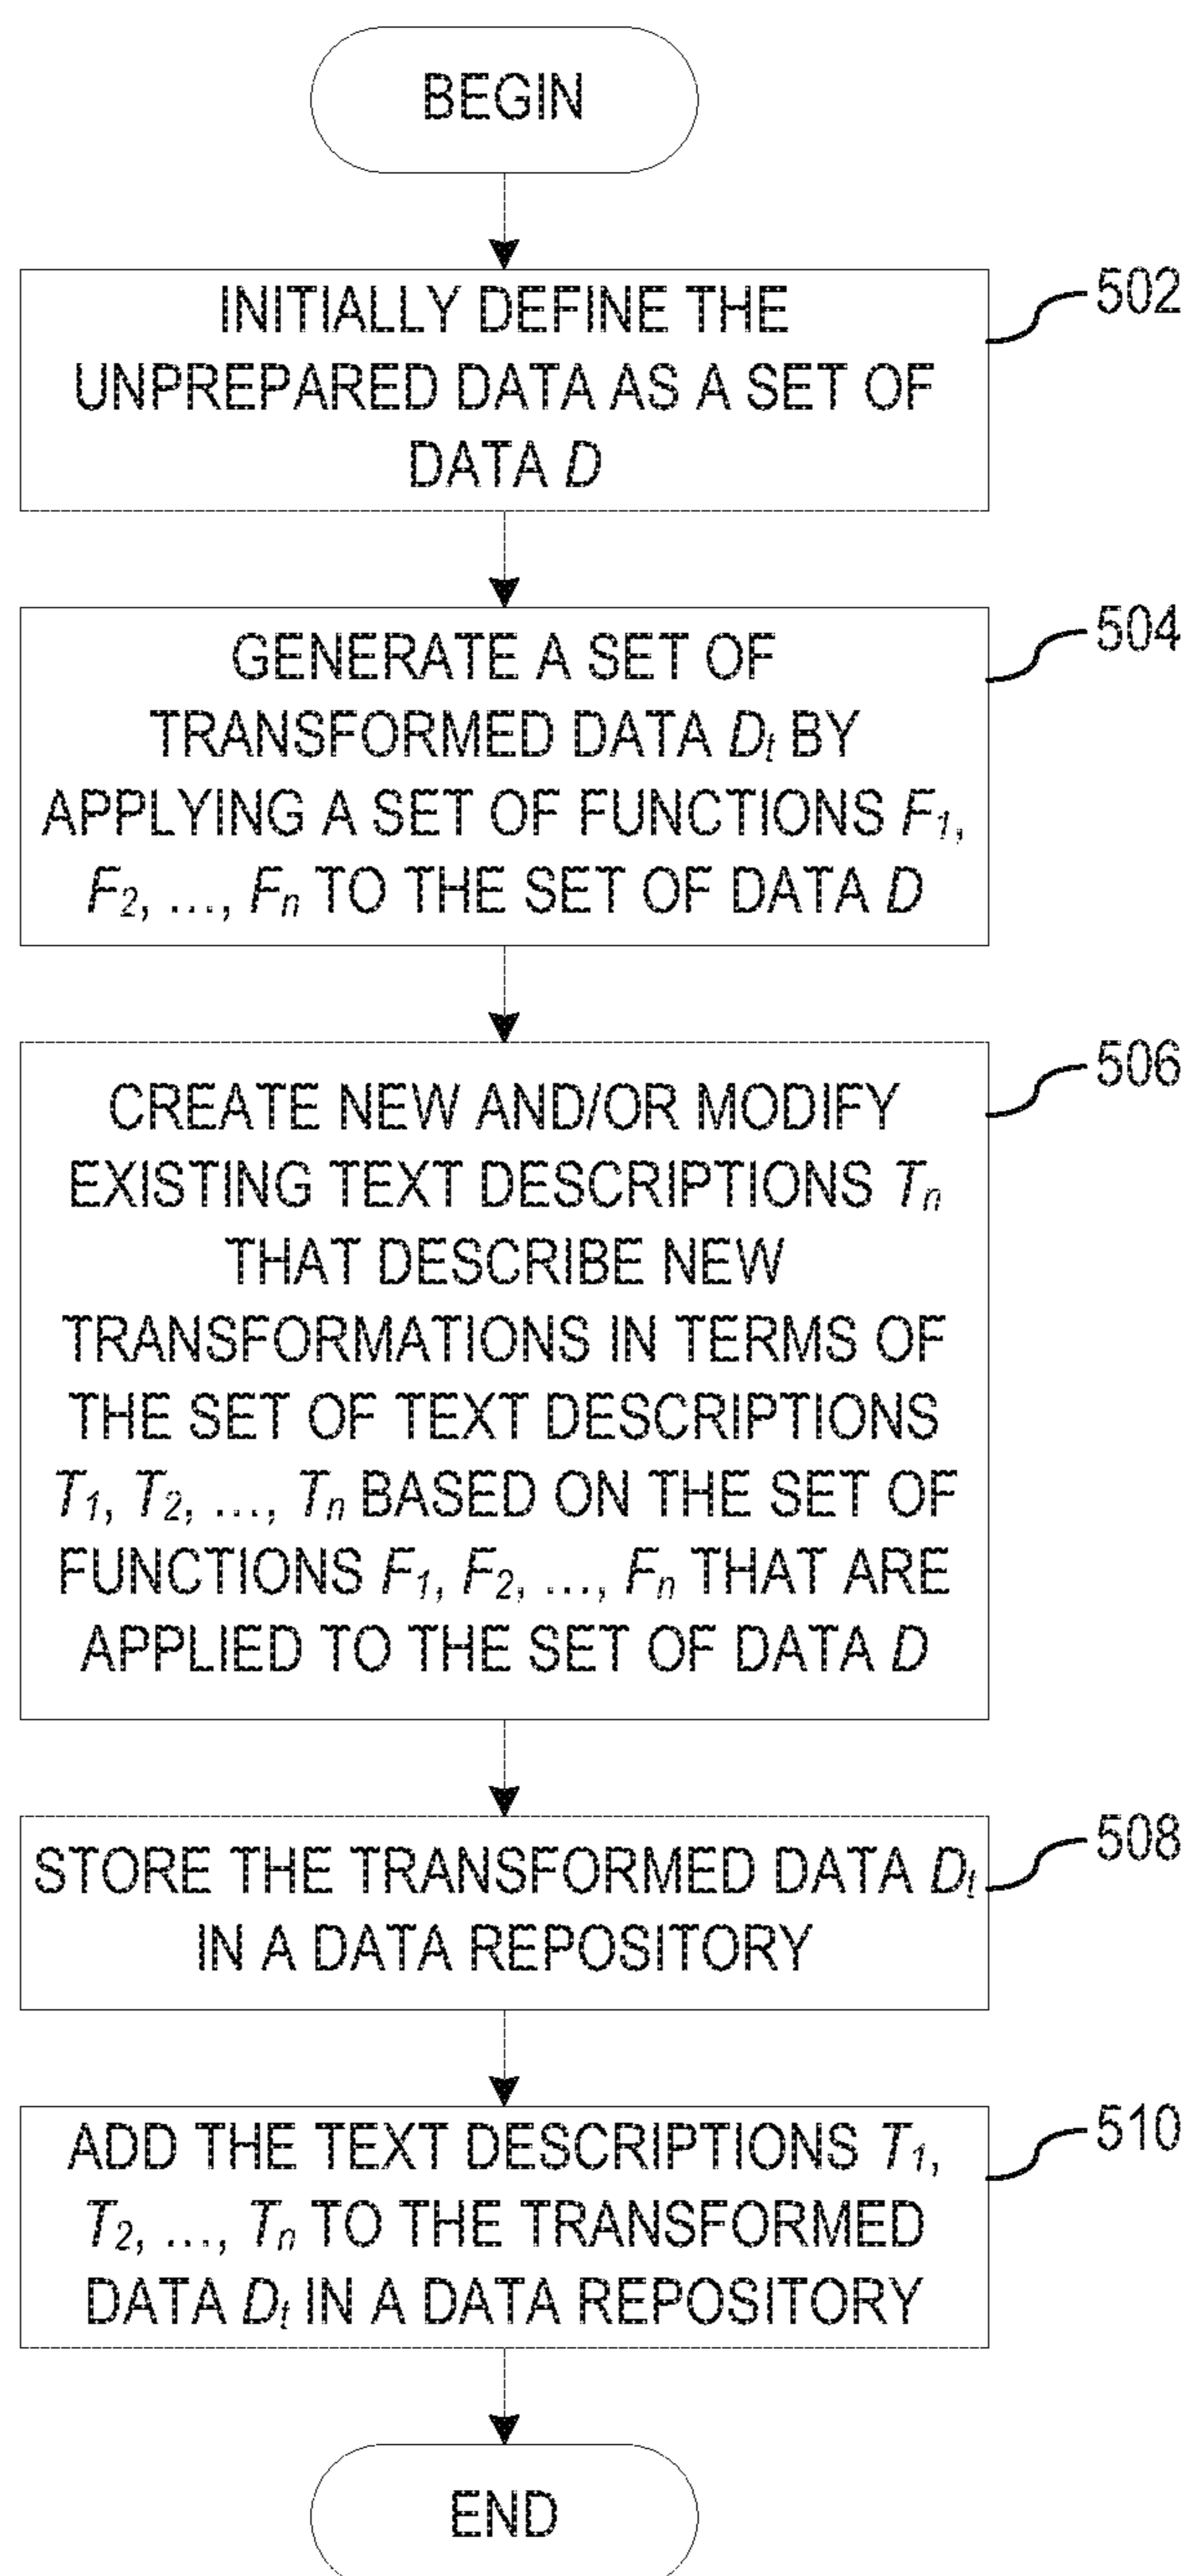 BEGIN
INITIALLY DEFINE THE
UNPREPARED DATA AS A SET OF
DATA D
502
GENERATE A SET OF
TRANSFORMED DATA Dt BY
APPLYING A SET OF FUNCTIONS F1,
F2, ..., Fn TO THE SET OF DATA D
504
CREATE NEW AND/OR MODIFY
EXISTING TEXT DESCRIPTIONS Tn
THAT DESCRIBE NEW
TRANSFORMATIONS IN TERMS OF
THE SET OF TEXT DESCRIPTIONS
T1, T2, ..., Tn BASED ON THE SET OF
FUNCTIONS F1, F2, ..., Fn THAT ARE
APPLIED TO THE SET OF DATA D
506
STORE THE TRANSFORMED DATA Dt
IN A DATA REPOSITORY
508
ADD THE TEXT DESCRIPTIONS T1,
T2, ..., Tn TO THE TRANSFORMED
DATA Dt IN A DATA REPOSITORY
510
END